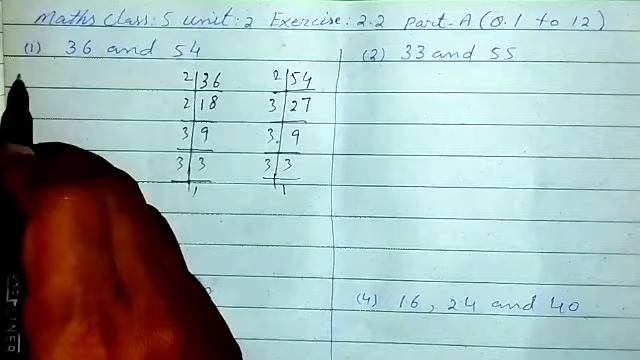 Maths Class: 5 Unit: 2 Exercise: 2.2 part-A (Q.1 to 12)
(1) 36 and 54
2 36
2 18
3 9
3 3
1
2 54
3 27
3 9
3 3
1
(2) 33 and 55
(4) 16, 24 and 40